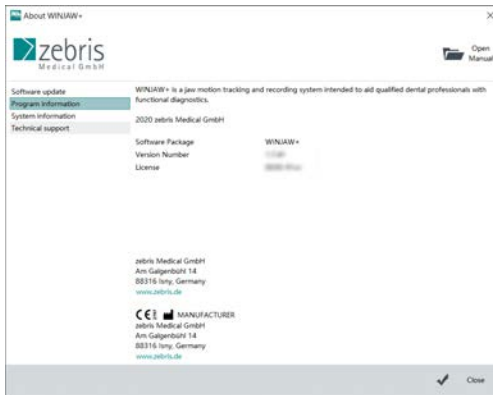 About WINJAW+
zebris
Medical GmbH
Open
Manual
Software update
Program Information
System information
Technical support
WINJAW+ is a jaw motion tracking and recording system intended to aid qualified dental professionals with
functional diagnostics.
2020 zebris Medical GmbH
Software Package WINJAW+
Version Number
License
zebris Medical GmbH
Am Galgenbühl 14
88316 Isny, Germany
www.zebris.de
CE MANUFACTURER
zebris Medical GmbH
Am Galgenbühl 14
88316 Isny, Germany
www.zebris.de
Close